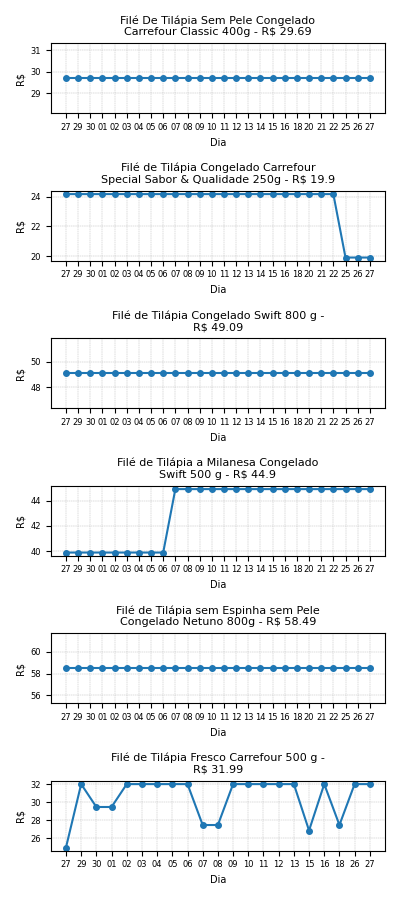 Filé De Tilápia Sem Pele Congelado
Carrefour Classic 400g - R$ 29.69
31
30
29
R$
27 29 30 01 02 03 04 05 06 07 08 09 10 11 12 13 14 15 16 18 20 21 22 25 26 27
Dia
Filé de Tilápia Congelado Carrefour
Special Sabor & Qualidade 250g - R$ 19.9
24
22
20
R$
27 29 30 01 02 03 04 05 06 07 08 09 10 11 12 13 14 15 16 18 20 21 22 25 26 27
Dia
Filé de Tilápia Congelado Swift 800 g -
R$ 49.09
50
48
R$
27 29 30 01 02 03 04 05 06 07 08 09 10 11 12 13 14 15 16 18 20 21 22 25 26 27
Dia
Filé de Tilápia a Milanesa Congelado
Swift 500 g - R$ 44.9
44
42
40
R$
27 29 30 01 02 03 04 05 06 07 08 09 10 11 12 13 14 15 16 18 20 21 22 25 26 27
Dia
Filé de Tilápia sem Espinha sem Pele
Congelado Netuno 800g - R$ 58.49
60
58
56
R$
27 29 30 01 02 03 04 05 06 07 08 09 10 11 12 13 14 15 16 18 20 21 22 25 26 27
Dia
Filé de Tilápia Fresco Carrefour 500 g -
R$ 31.99
32
30
28
26
R$
27 29 30 01 02 03 04 05 06 07 08 09 10 11 12 13 15 16 18 26 27
Dia